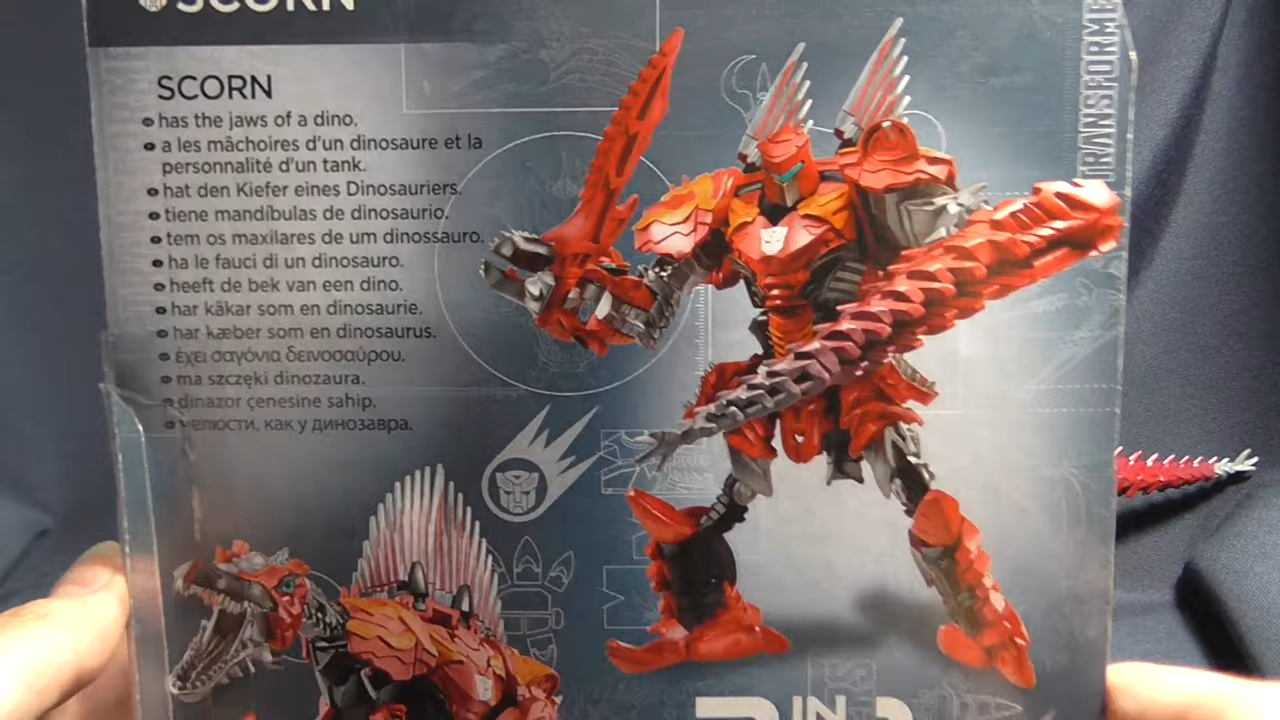 SCORN
TRANSFORME
SCORN
has the jaws of a dino.
a les mâchoires d'un dinosaure et la
personnalité d'un tank.
hat den Kiefer eines Dinosauriers.
tiene mandíbulas de dinosaurio.
tem os maxilares de um dinossauro.
ha le fauci di un dinosauro.
heeft de bek van een dino.
har käkar som en dinosaurie.
har kæber som en dinosaurus.
έχει σαγόνια δεινοσαύρου.
ma szczęki dinozaura.
dinazor çenesine sahip.
челюсти, как у динозавра.
IN